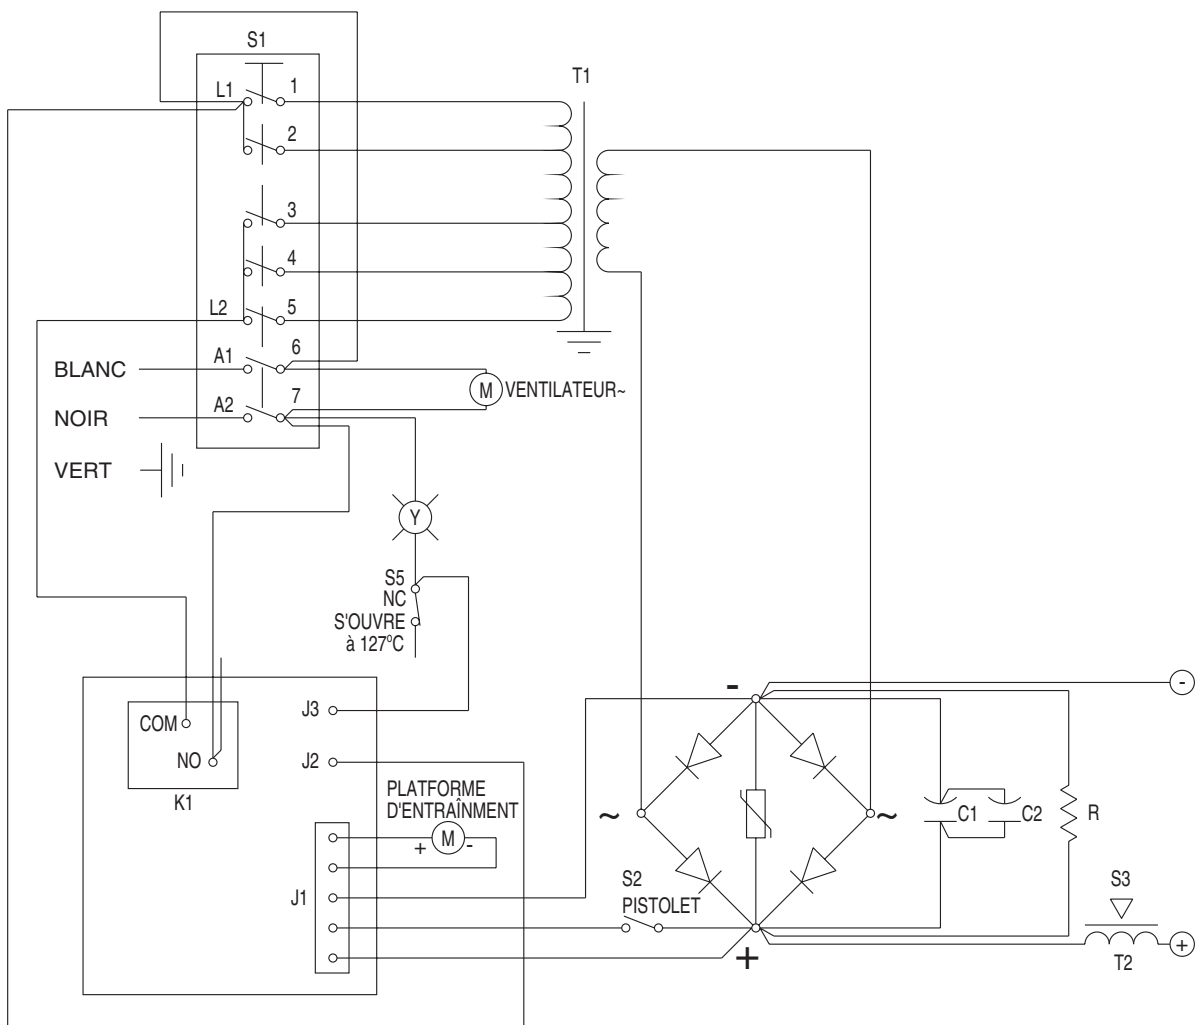 S1
T1
L1
1
2
3
4
L2
5
A1
6
BLANC
A2
7
M
VENTILATEUR~
NOIR
VERT
Y
S5
NC
S'OUVRE
à 127ºC
COM
NO
K1
J3
J2
PLATFORME
D'ENTRAÎNMENT
+
M
-
J1
-
-
~
~
C1
C2
R
S2
PISTOLET
+
S3
T2
+